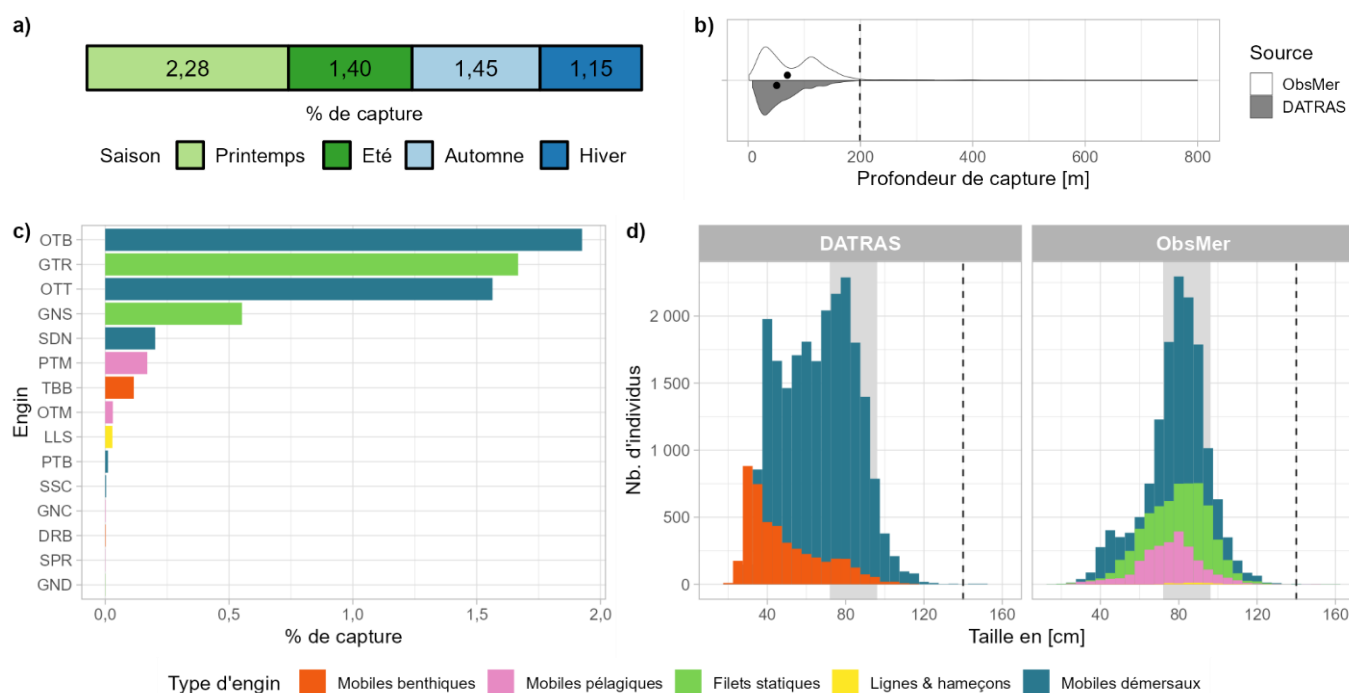 a)
2,28 1,40 1,45 1,15
% de capture
Saison Printemps Eté Automne Hiver
b)
0 200 400 600 800
Profondeur de capture [m]
Source
ObsMer
DATRAS
c)
Engin
OTB
GTR
OTT
GNS
SDN
PTM
TBB
OTM
LLS
PTB
SSC
GNC
DRB
SPR
GND
0,0 0,5 1,0 1,5 2,0
% de capture
d)
DATRAS ObsMer
Nb. d'individus
2 000
1 500
1 000
500
0
40 80 120 160 40 80 120 160
Taille en [cm]
Type d'engin Mobiles benthiques Mobiles pélagiques Filets statiques Lignes & hameçons Mobiles démersaux